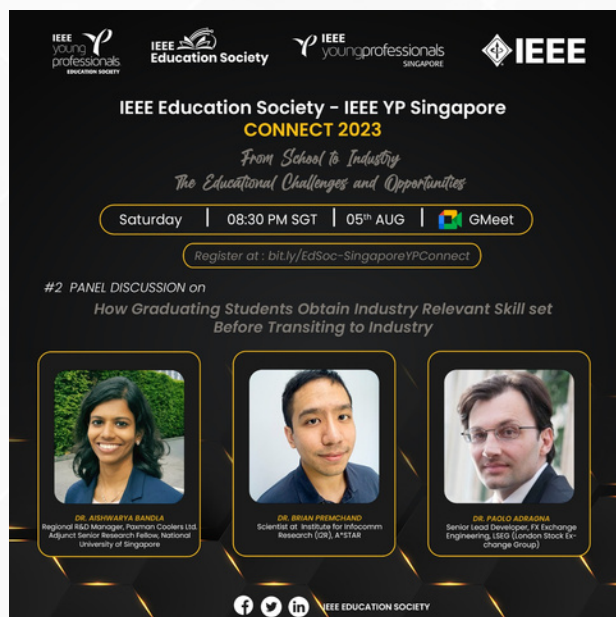 IEEE
young
professionals
EDUCATION SOCIETY
IEEE
Education Society
IEEE
youngprofessionals
SINGAPORE
IEEE
IEEE Education Society - IEEE YP Singapore
CONNECT 2023
From School to Industry
The Educational Challenges and Opportunities
Saturday | 08:30 PM SGT | 05th AUG | GMeet
Register at : bit.ly/EdSoc-SingaporeYPConnect
#2 PANEL DISCUSSION on
How Graduating Students Obtain Industry Relevant Skill set
Before Transiting to Industry
DR. AISHWARYA BANDLA
Regional R&D Manager, Paxman Coolers Ltd.
Adjunct Senior Research Fellow, National
University of Singapore
DR. BRIAN PREMCHAND
Scientist at Institute for Infocomm
Research (I2R), A*STAR
DR. PAOLO ADRAGNA
Senior Lead Developer, FX Exchange
Engineering, LSEG (London Stock Ex-
change Group)
IEEE EDUCATION SOCIETY